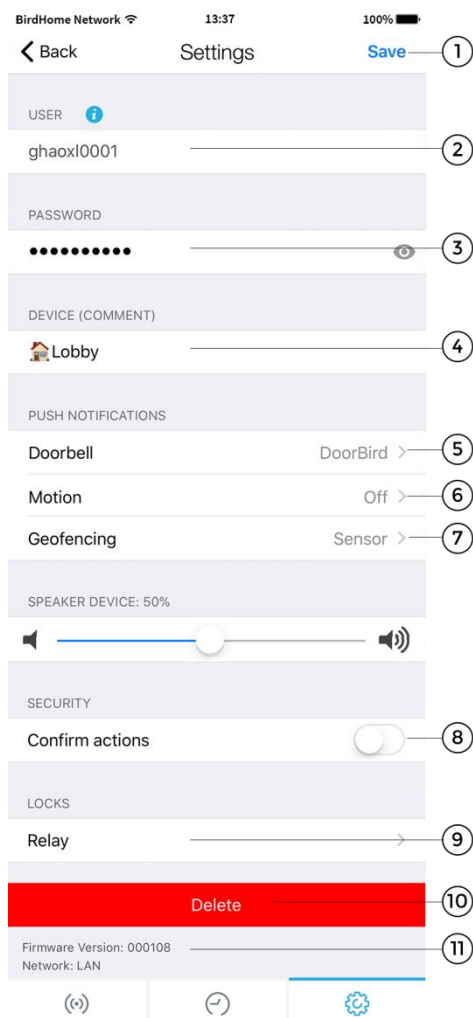 BirdHome Network 13:37 100%
Back Settings Save 1
USER i
ghaoxl0001 2
PASSWORD
●●●●●●●●●● 3
DEVICE (COMMENT)
🏠Lobby 4
PUSH NOTIFICATIONS
Doorbell DoorBird > 5
Motion Off > 6
Geofencing Sensor > 7
SPEAKER DEVICE: 50%
SECURITY
Confirm actions 8
LOCKS
Relay > 9
Delete 10
Firmware Version: 000108 11
Network: LAN